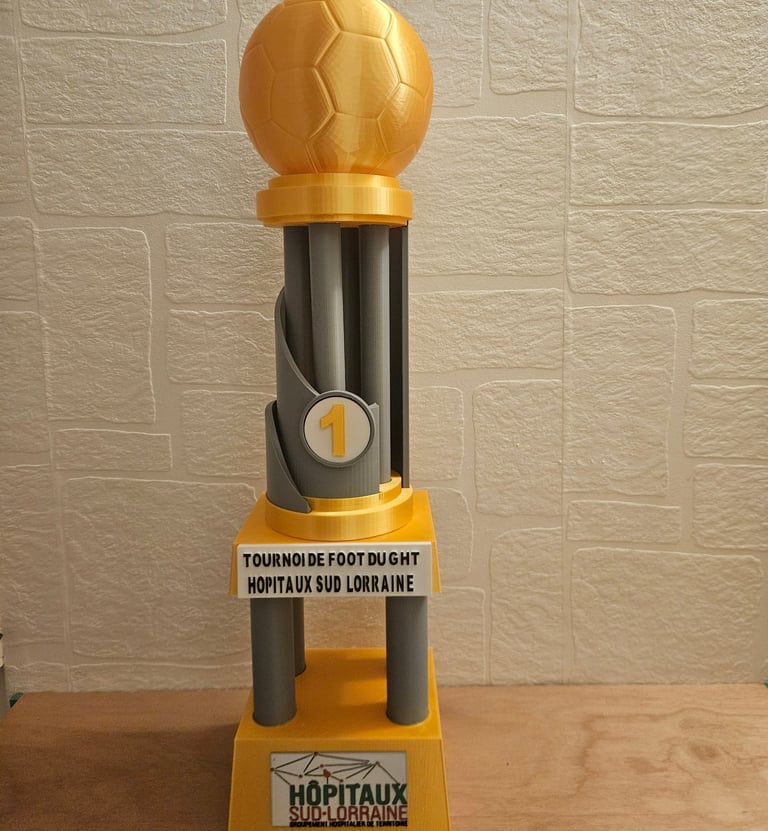 1
TOURNOI DE FOOT DU GHT
HOPITAUX SUD LORRAINE
HÔPITAUX
SUD-LORRAINE
GROUPEMENT HOSPITALIER DE TERRITOIRE